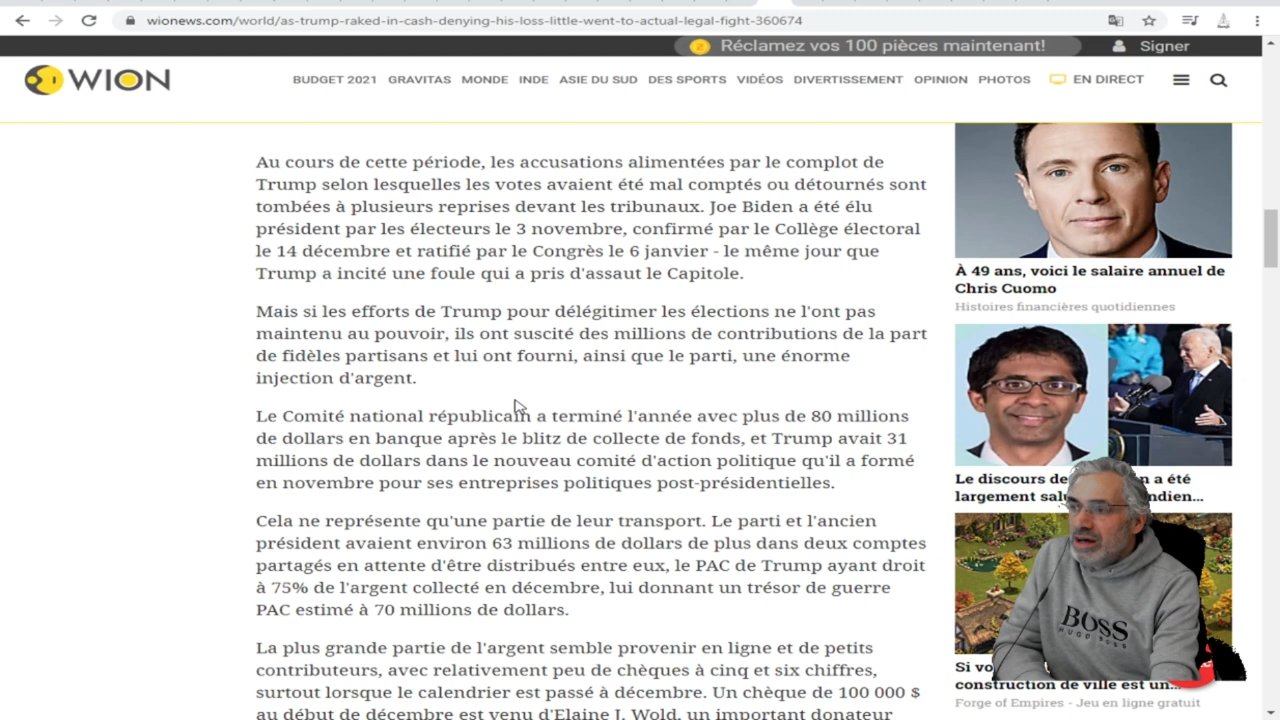 wionews.com/world/as-trump-raked-in-cash-denying-his-loss-little-went-to-actual-legal-fight-360674
Réclamez vos 100 pièces maintenant!
Signer
WION
BUDGET 2021 GRAVITAS MONDE INDE ASIE DU SUD DES SPORTS VIDÉOS DIVERTISSEMENT OPINION PHOTOS EN DIRECT
Au cours de cette période, les accusations alimentées par le complot de
Trump selon lesquelles les votes avaient été mal comptés ou détournés sont
tombées à plusieurs reprises devant les tribunaux. Joe Biden a été élu
président par les électeurs le 3 novembre, confirmé par le Collège électoral
le 14 décembre et ratifié par le Congrès le 6 janvier - le même jour que
Trump a incité une foule qui a pris d'assaut le Capitole.
Mais si les efforts de Trump pour délégitimer les élections ne l'ont pas
maintenu au pouvoir, ils ont suscité des millions de contributions de la part
de fidèles partisans et lui ont fourni, ainsi que le parti, une énorme
injection d'argent.
Le Comité national républicain a terminé l'année avec plus de 80 millions
de dollars en banque après le blitz de collecte de fonds, et Trump avait 31
millions de dollars dans le nouveau comité d'action politique qu'il a formé
en novembre pour ses entreprises politiques post-présidentielles.
Cela ne représente qu'une partie de leur transport. Le parti et l'ancien
président avaient environ 63 millions de dollars de plus dans deux comptes
partagés en attente d'être distribués entre eux, le PAC de Trump ayant droit
à 75% de l'argent collecté en décembre, lui donnant un trésor de guerre
PAC estimé à 70 millions de dollars.
La plus grande partie de l'argent semble provenir en ligne et de petits
contributeurs, avec relativement peu de chèques à cinq et six chiffres,
surtout lorsque le calendrier est passé à décembre. Un chèque de 100 000 $
au début de décembre est venu d'Elaine J. Wold, un important donateur
À 49 ans, voici le salaire annuel de
Chris Cuomo
Histoires financières quotidiennes
Le discours de n a été
largement salu ndien...
Si vo
construction de ville est un...
Forge of Empires - Jeu en ligne gratuit
BOSS
HUGO BOSS